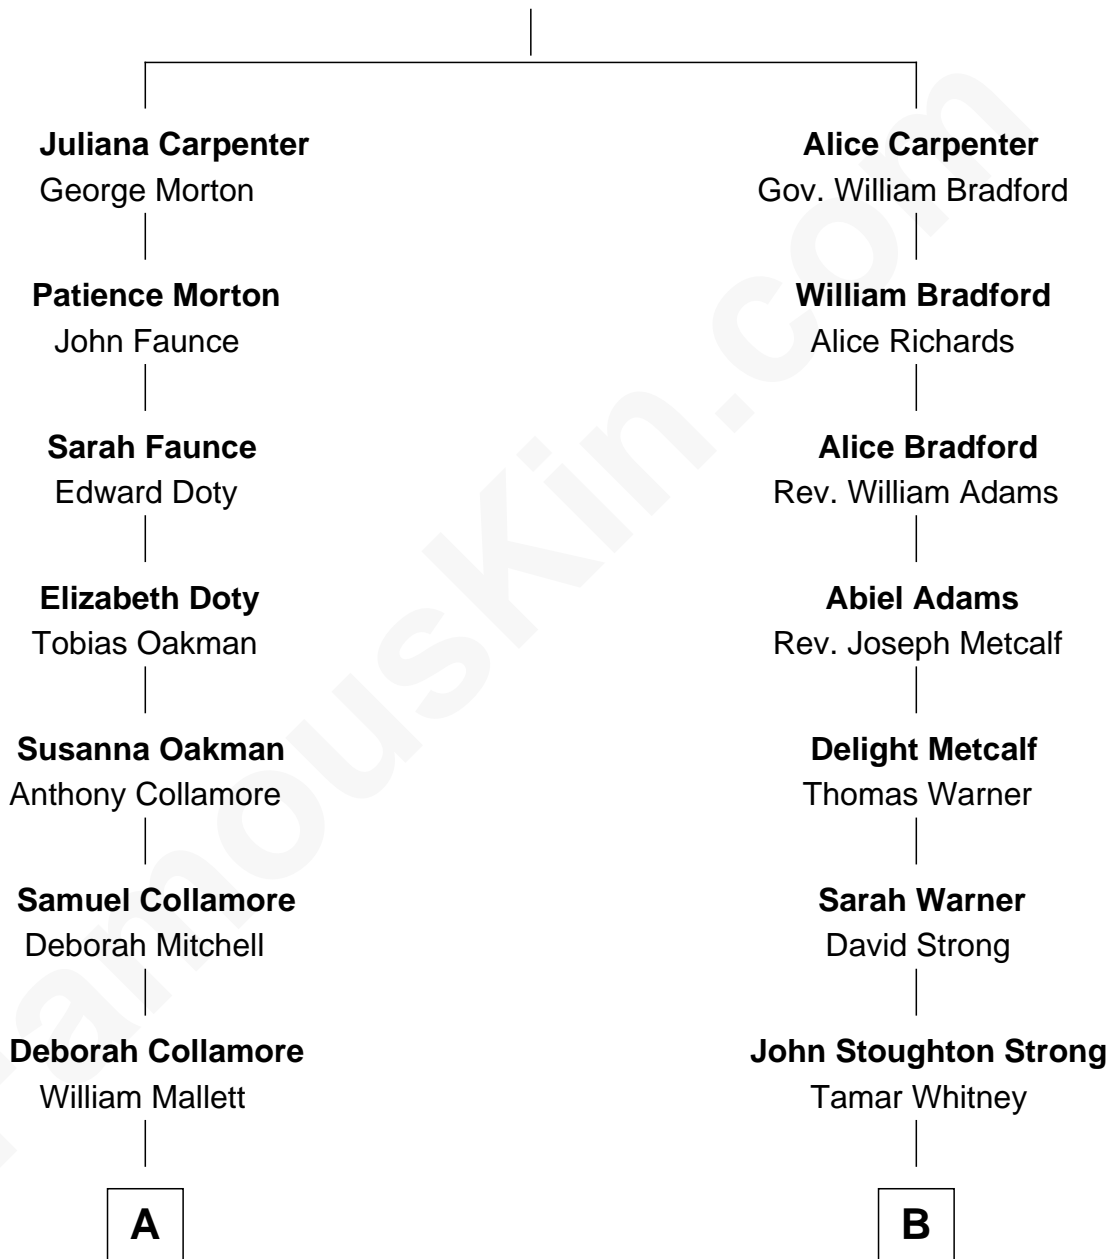 Juliana Carpenter
George Morton
Patience Morton
John Faunce
Sarah Faunce
Edward Doty
Elizabeth Doty
Tobias Oakman
Susanna Oakman
Anthony Collamore
Samuel Collamore
Deborah Mitchell
Deborah Collamore
William Mallett
A
Alice Carpenter
Gov. William Bradford
William Bradford
Alice Richards
Alice Bradford
Rev. William Adams
Abiel Adams
Rev. Joseph Metcalf
Delight Metcalf
Thomas Warner
Sarah Warner
David Strong
John Stoughton Strong
Tamar Whitney
B
FamousKin.com